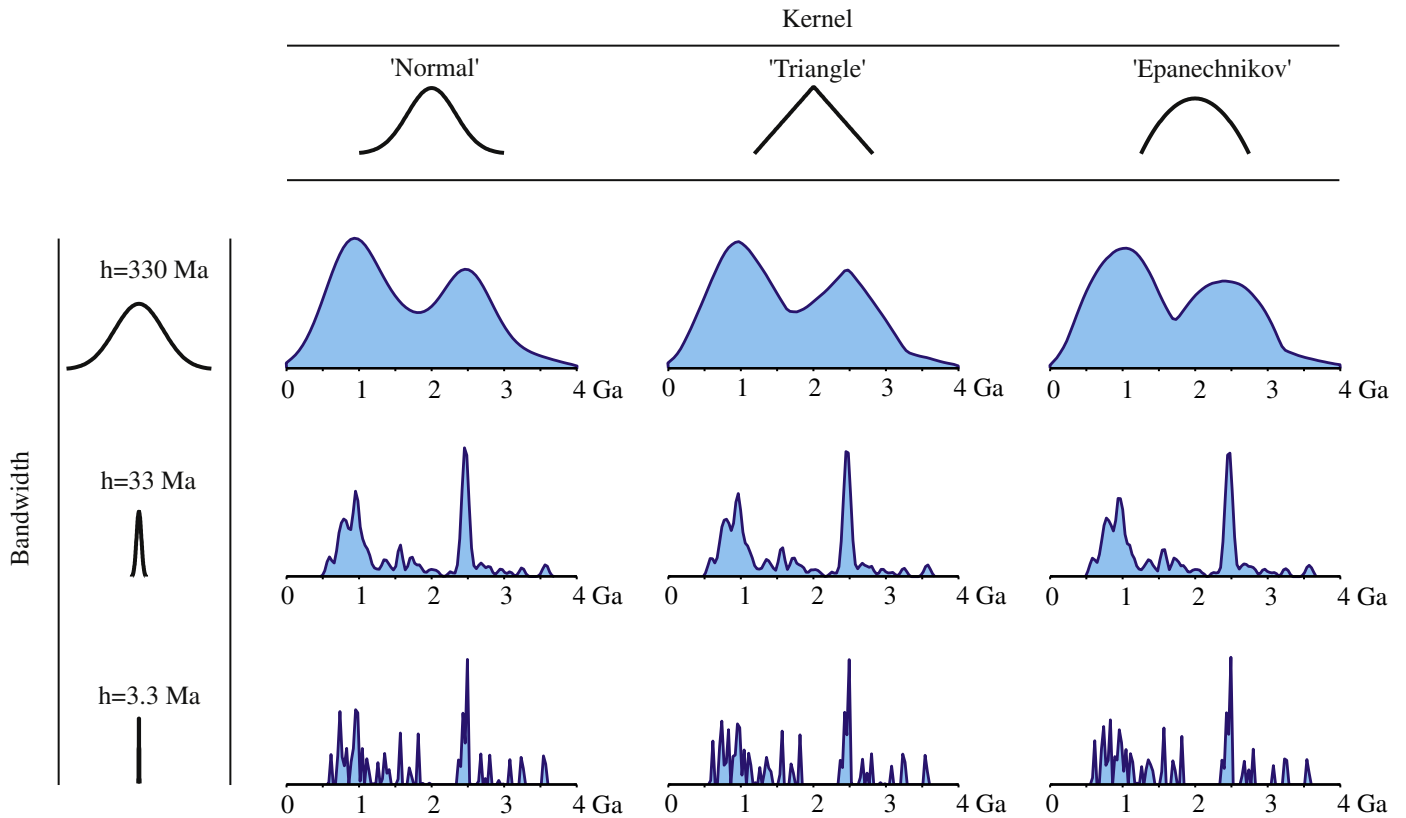 Kernel
'Normal' 'Triangle' 'Epanechnikov'
Bandwidth
h=330 Ma
0 1 2 3 4 Ga 0 1 2 3 4 Ga 0 1 2 3 4 Ga
h=33 Ma
0 1 2 3 4 Ga 0 1 2 3 4 Ga 0 1 2 3 4 Ga
h=3.3 Ma
0 1 2 3 4 Ga 0 1 2 3 4 Ga 0 1 2 3 4 Ga